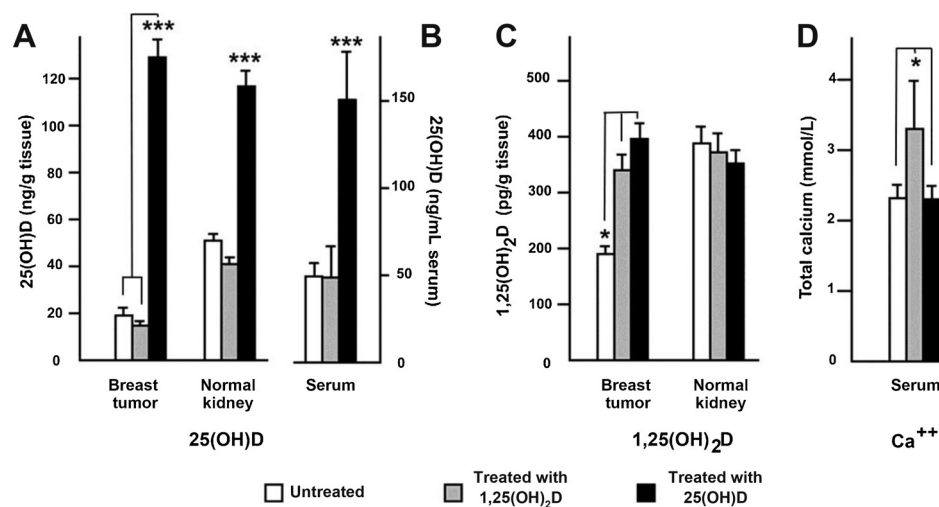 A
25(OH)D (ng/g tissue)
120
100
80
60
40
20
0
***
***
Breast
tumor
Normal
kidney
B
25(OH)D (ng/mL serum)
150
100
50
0
***
Serum
25(OH)D
C
1,25(OH)2D (pg/g tissue)
500
400
300
200
300
0
*
Breast
tumor
Normal
kidney
1,25(OH)2D
D
Total calcium (mmol/L)
4
2
2
0
*
Serum
Ca++
Untreated
Treated with
1,25(OH)2D
Treated with
25(OH)D